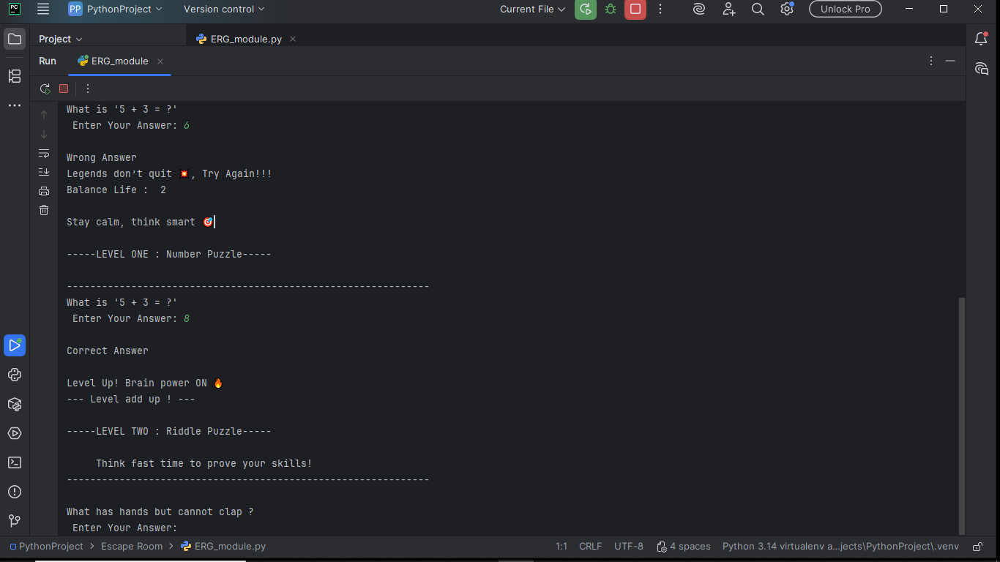 PC
PP PythonProject Version control Current File Unlock Pro
Project ERG_module.py
Run ERG_module
What is '5 + 3 = ?'
Enter Your Answer: 6
Wrong Answer
Legends don't quit 💥, Try Again!!!
Balance Life :  2
Stay calm, think smart 🎯
-----LEVEL ONE : Number Puzzle-----
--------------------------------------------------------------
What is '5 + 3 = ?'
Enter Your Answer: 8
Correct Answer
Level Up! Brain power ON 🔥
--- Level add up ! ---
-----LEVEL TWO : Riddle Puzzle-----
Think fast time to prove your skills!
--------------------------------------------------------------
What has hands but cannot clap ?
Enter Your Answer:
PythonProject > Escape Room > ERG_module.py 1:1 CRLF UTF-8 4 spaces Python 3.14 virtualenv a...jects\PythonProject\.venv